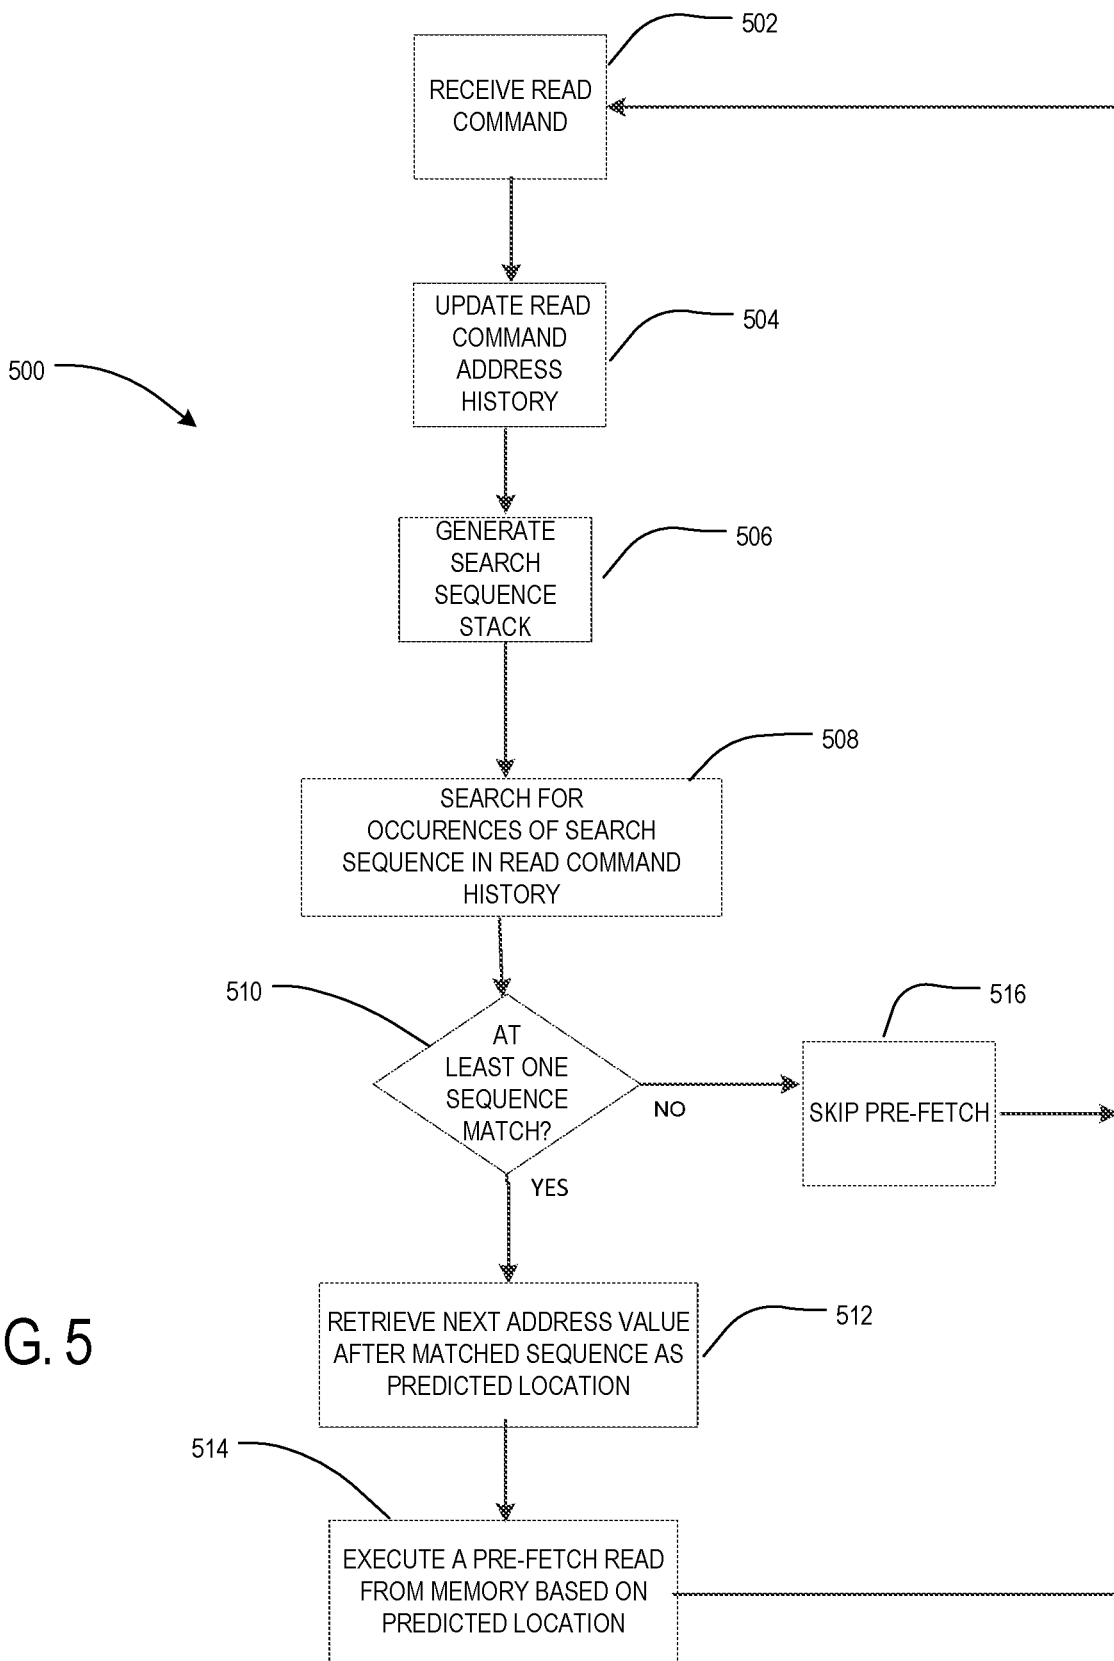 502
RECEIVE READ
COMMAND
504
UPDATE READ
COMMAND
ADDRESS
HISTORY
500
506
GENERATE
SEARCH
SEQUENCE
STACK
508
SEARCH FOR
OCCURENCES OF SEARCH
SEQUENCE IN READ COMMAND
HISTORY
510
AT
LEAST ONE
SEQUENCE
MATCH?
516
NO
SKIP PRE-FETCH
YES
512
RETRIEVE NEXT ADDRESS VALUE
AFTER MATCHED SEQUENCE AS
PREDICTED LOCATION
G. 5
514
EXECUTE A PRE-FETCH READ
FROM MEMORY BASED ON
PREDICTED LOCATION